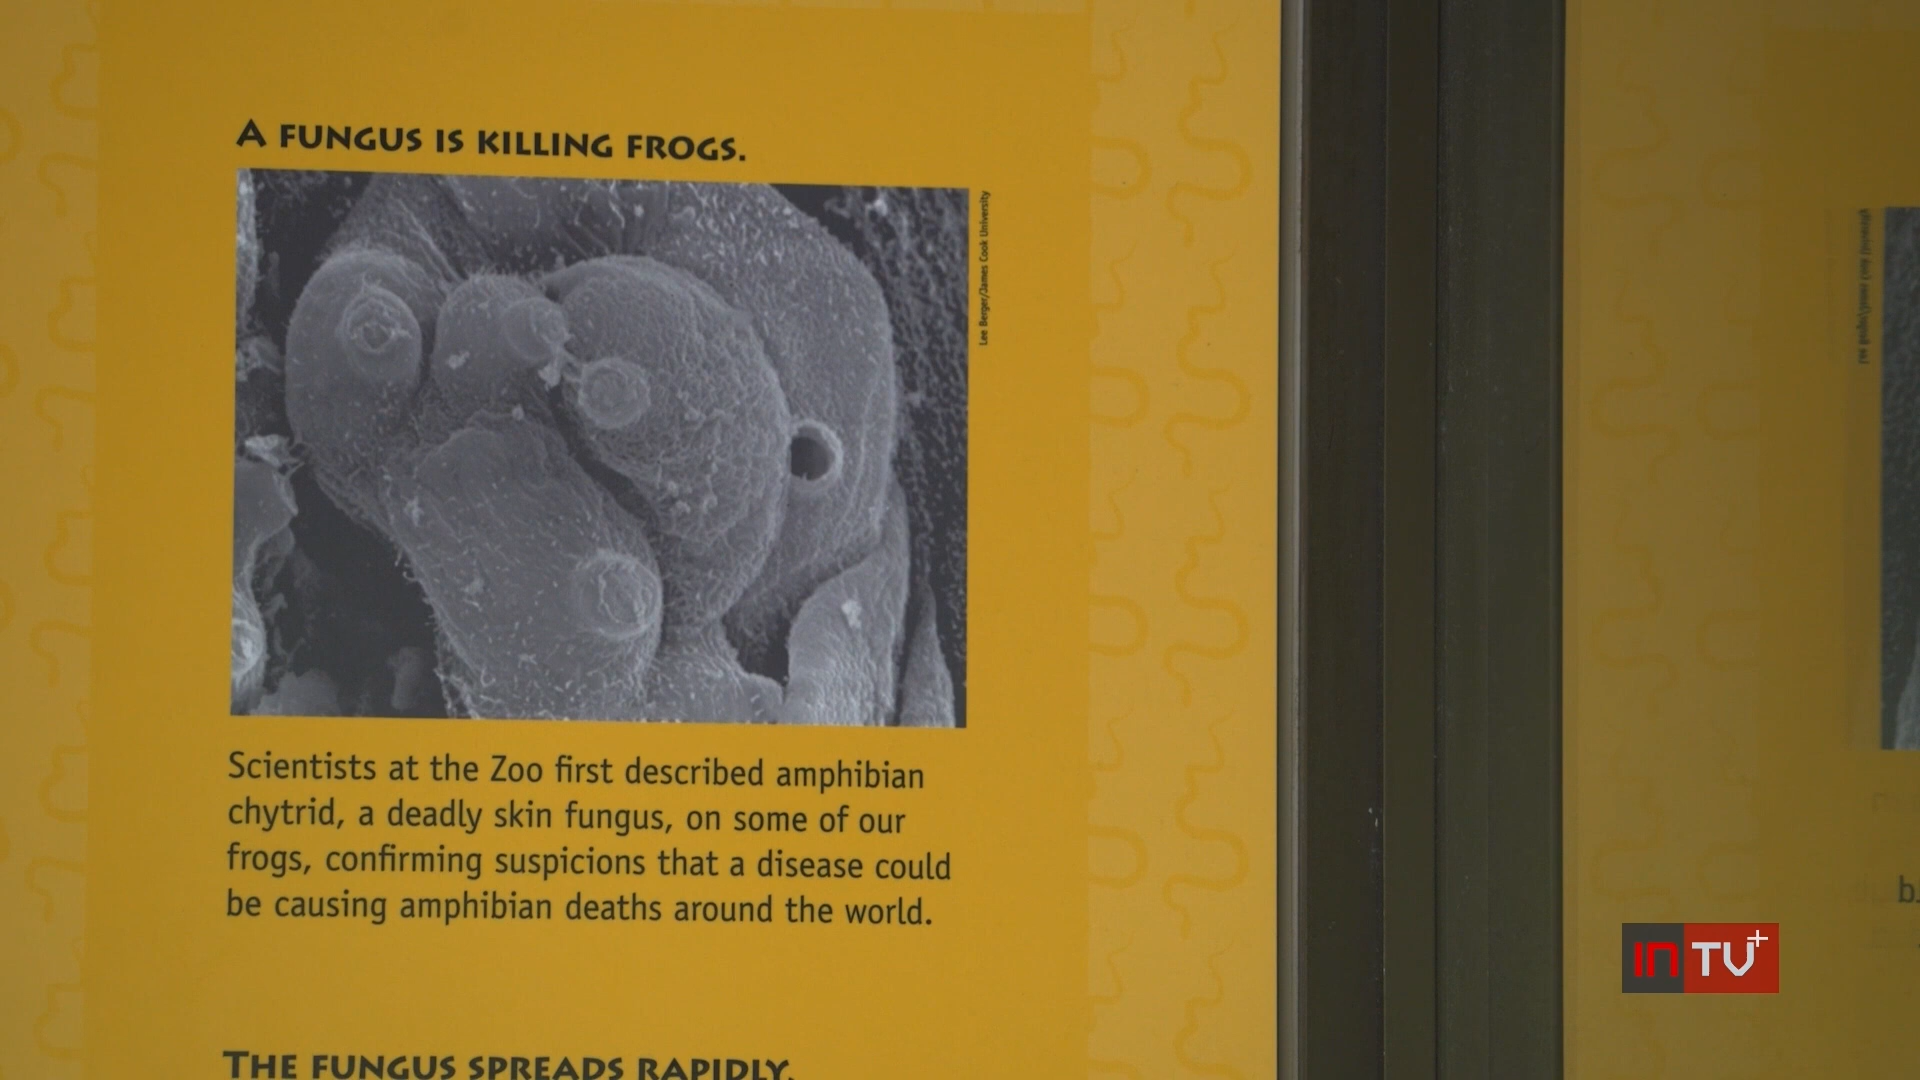 A FUNGUS IS KILLING FROGS.
Lee Berger/James Cook University
Scientists at the Zoo first described amphibian
chytrid, a deadly skin fungus, on some of our
frogs, confirming suspicions that a disease could
be causing amphibian deaths around the world.
THE FUNGUS SPREADS RAPIDLY.
inTV+